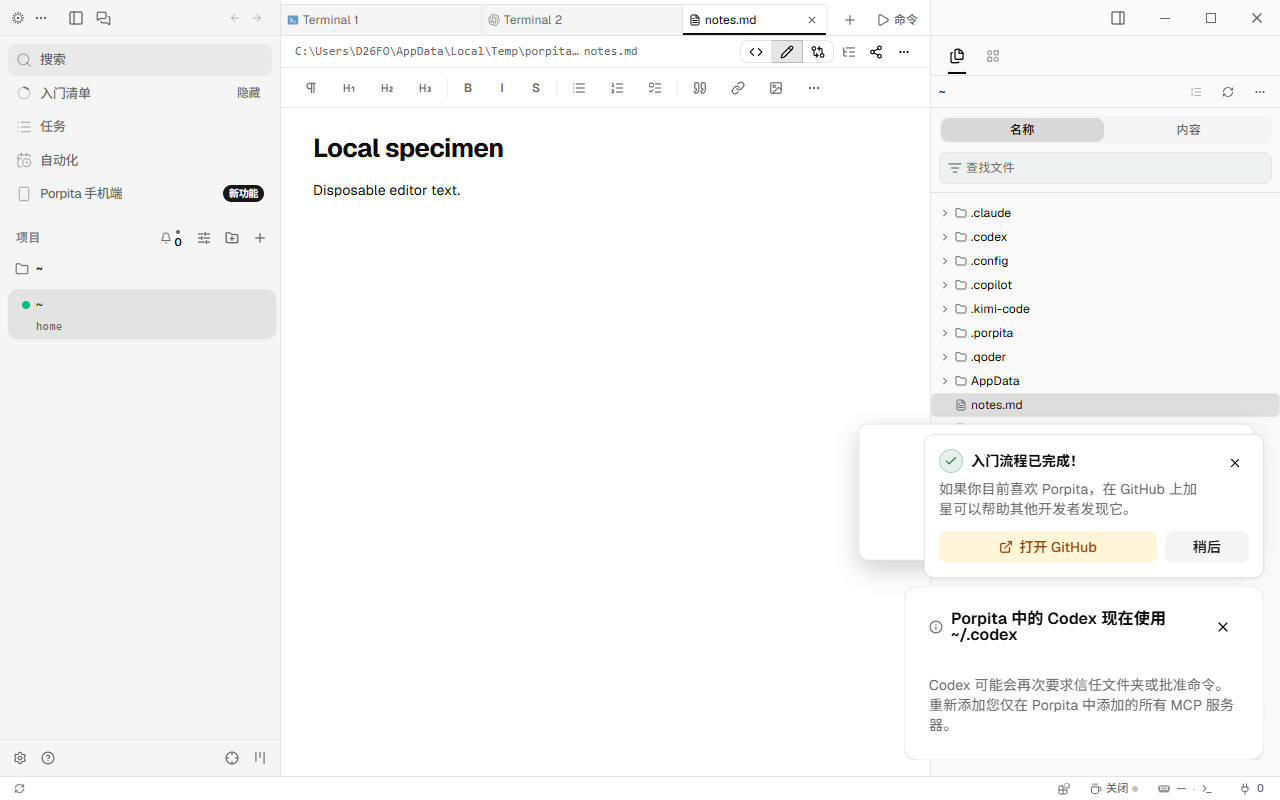 Terminal 1
Terminal 2
notes.md
命令
搜索
入门清单
隐藏
任务
自动化
Porpita 手机端
新功能
项目
0
~
~
home
C:\Users\D26FO\AppData\Local\Temp\porpita… notes.md
H1 H2 H3 B I S
Local specimen
Disposable editor text.
~
名称
内容
查找文件
.claude
.codex
.config
.copilot
.kimi-code
.porpita
.qoder
AppData
notes.md
入门流程已完成！
如果你目前喜欢 Porpita，在 GitHub 上加
星可以帮助其他开发者发现它。
打开 GitHub
稍后
Porpita 中的 Codex 现在使用
~/.codex
Codex 可能会再次要求信任文件夹或批准命令。
重新添加您仅在 Porpita 中添加的所有 MCP 服务
器。
关闭
0